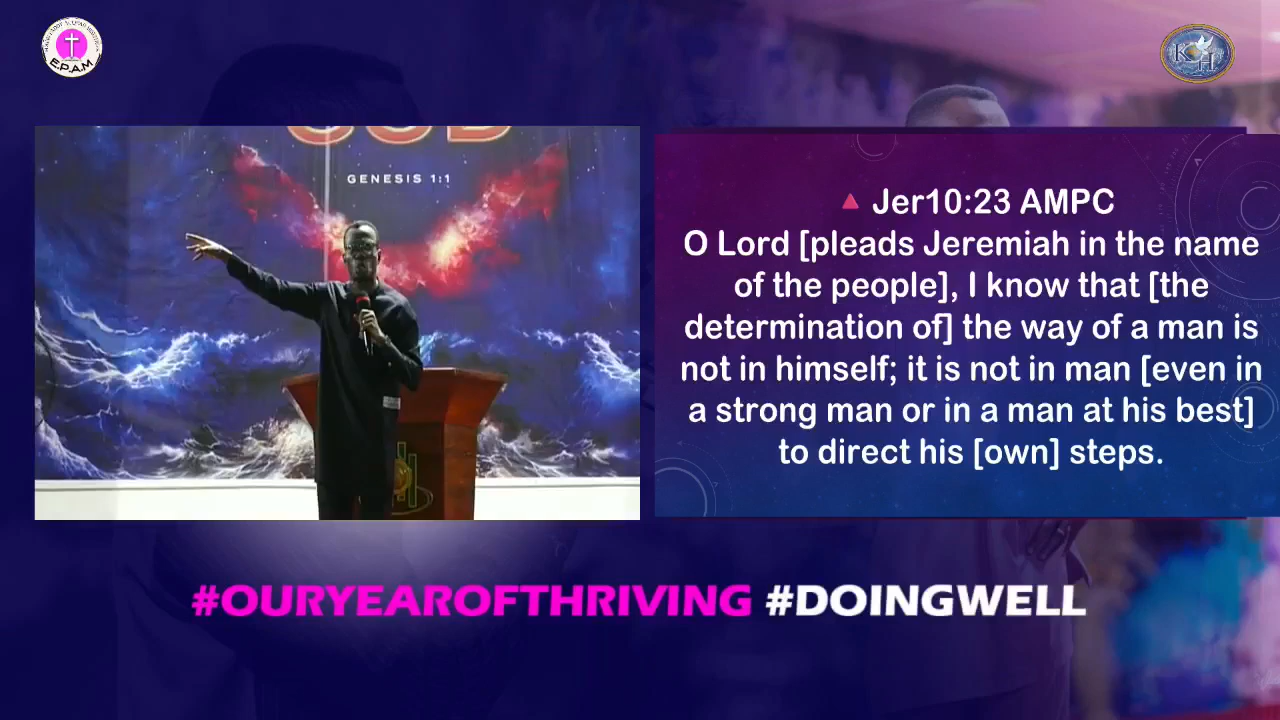 E.P.A.M
K H
GOD
GENESIS 1:1
Jer10:23 AMPC
O Lord [pleads Jeremiah in the name
of the people], I know that [the
determination of] the way of a man is
not in himself; it is not in man [even in
a strong man or in a man at his best]
to direct his [own] steps.
#OURYEAROFTHRIVING #DOINGWELL